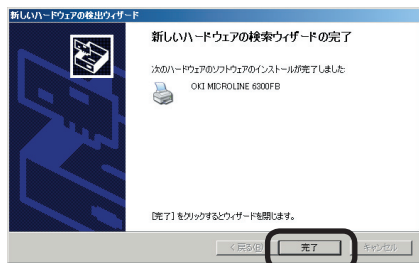 新しいハードウェアの検出ウィザード
新しいハードウェアの検索ウィザードの完了
次のハードウェアのソフトウェアのインストールが完了しました:
OKI MICROLINE 6300FB
[完了] をクリックするとウィザードを閉じます。
< 戻る(B)
完了
キャンセル